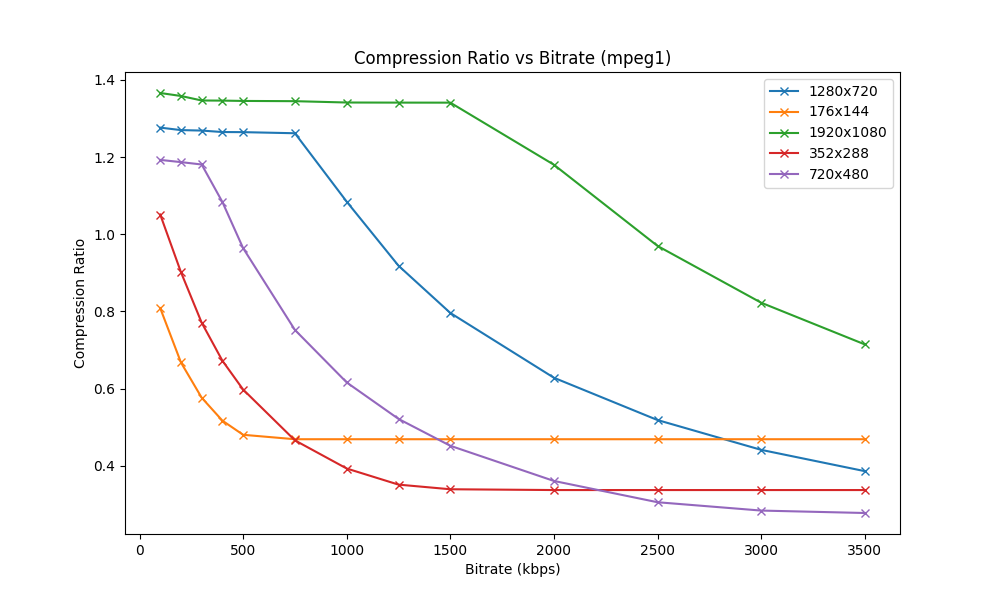 Compression Ratio vs Bitrate (mpeg1)
1280x720
176x144
1920x1080
352x288
720x480
Compression Ratio
1.4
1.2
1.0
0.8
0.6
0.4
0
500
1000
1500
2000
2500
3000
3500
Bitrate (kbps)